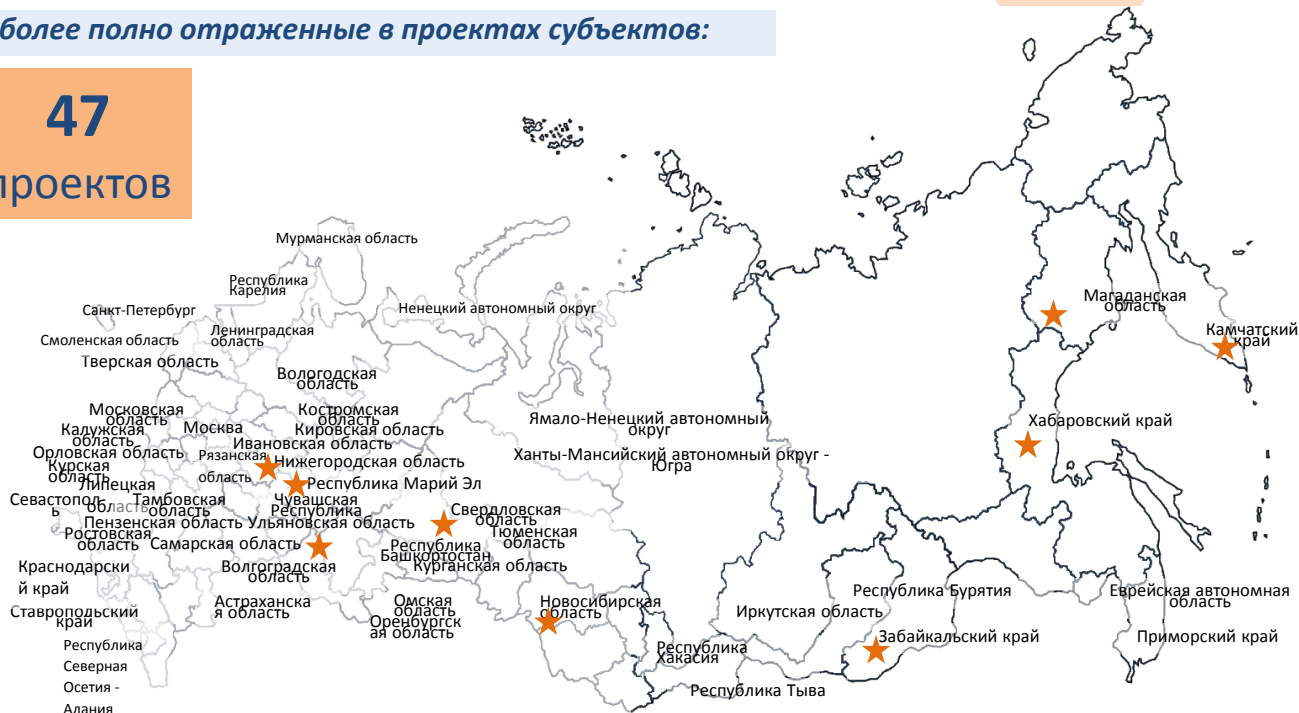 более полно отраженные в проектах субъектов:
47
проектов
Мурманская область
Республика
Карелия
Санкт-Петербург
Ненецкий автономный округ
Ленинградская
область
Смоленская область
Тверская область
Вологодская
область
Московская
область
Костромская
область
Калужская
область
Москва
Кировская область
Ивановская область
Орловская область
Рязанская
область
Нижегородская область
Курская
область
Липецкая
область
Республика Марий Эл
Севастопол
ь
Тамбовская
область
Чувашская
Республика
Пензенская область
Ульяновская область
Ростовская
область
Самарская область
Свердловская
область
Тюменская
область
Республика
Башкортостан
Курганская область
Волгоградская
область
Краснодарски
й край
Астраханска
я область
Омская
область
Оренбургск
ая область
Ставропольский
край
Республика
Северная
Осетия -
Алания
Ямало-Ненецкий автономный
округ
Ханты-Мансийский автономный округ -
Югра
Новосибирская
область
Республика
Хакасия
Республика Тыва
Иркутская область
Республика Бурятия
Забайкальский край
Магаданская
область
Камчатский
край
Хабаровский край
Еврейская автономная
область
Приморский край